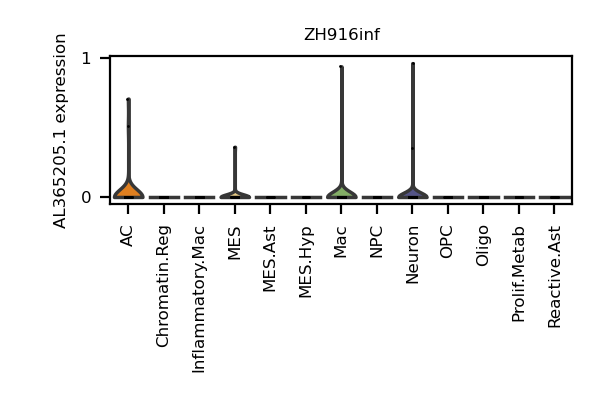 ZH916inf
AL365205.1 expression
1
0
AC
Chromatin.Reg
Inflammatory.Mac
MES
MES.Ast
MES.Hyp
Mac
NPC
Neuron
OPC
Oligo
Prolif.Metab
Reactive.Ast